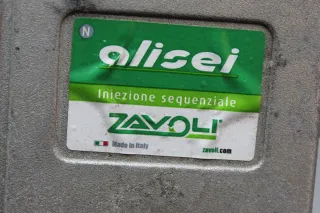 N
alisei
Iniezione sequenziale
ZAVOLI
Made in Italy
zavoli.com